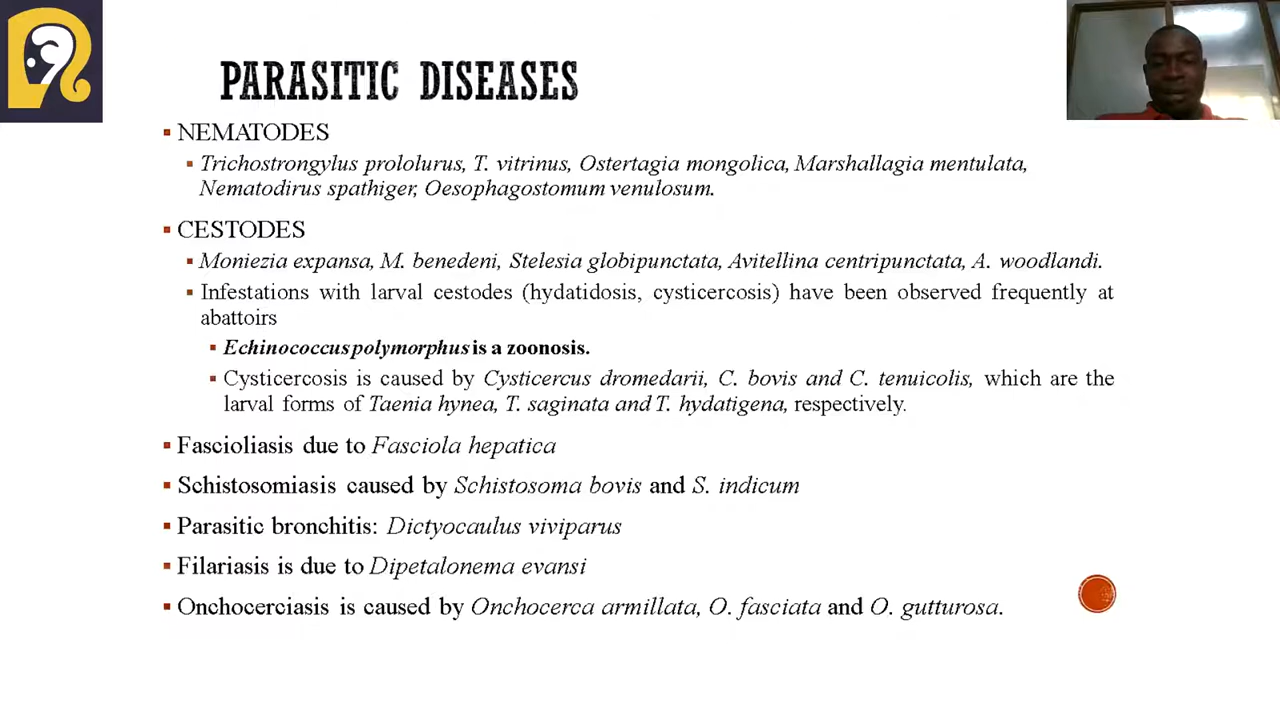 PARASITIC DISEASES
NEMATODES
Trichostrongylus prololurus, T. vitrinus, Ostertagia mongolica, Marshallagia mentulata,
Nematodirus spathiger, Oesophagostomum venulosum.
CESTODES
Moniezia expansa, M. benedeni, Stelesia globipunctata, Avitellina centripunctata, A. woodlandi.
Infestations with larval cestodes (hydatidosis, cysticercosis) have been observed frequently at
abattoirs
Echinococcus polymorphus is a zoonosis.
Cysticercosis is caused by Cysticercus dromedarii, C. bovis and C. tenuicolis, which are the
larval forms of Taenia hynea, T. saginata and T. hydatigena, respectively.
Fascioliasis due to Fasciola hepatica
Schistosomiasis caused by Schistosoma bovis and S. indicum
Parasitic bronchitis: Dictyocaulus viviparus
Filariasis is due to Dipetalonema evansi
Onchocerciasis is caused by Onchocerca armillata, O. fasciata and O. gutturosa.